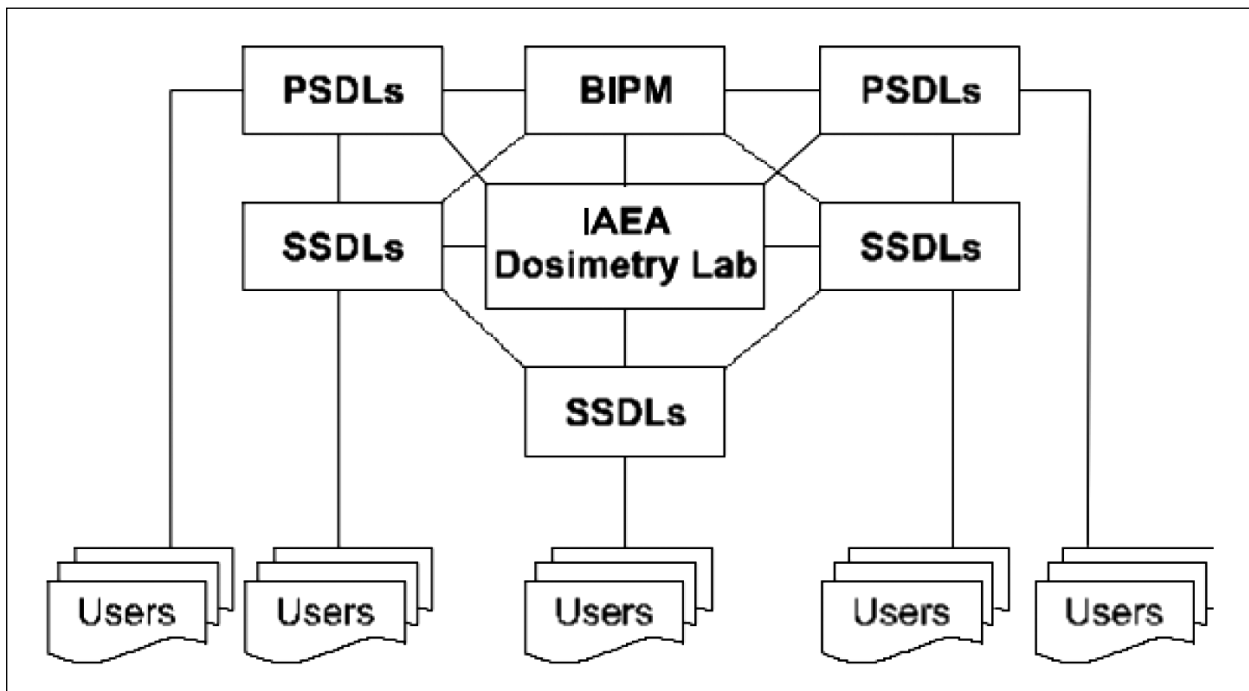 PSDLs
BIPM
PSDLs
SSDLs
IAEA
Dosimetry Lab
SSDLs
SSDLs
Users
Users
Users
Users
Users